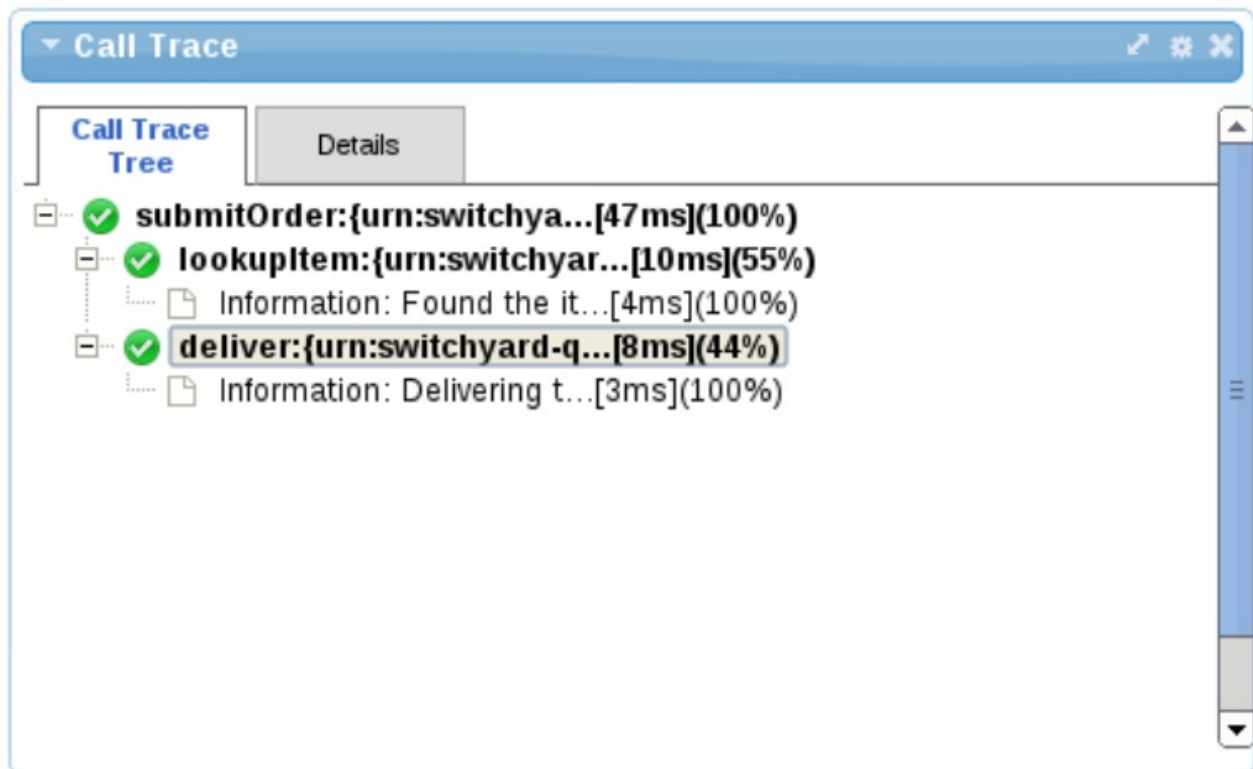 Call Trace
Call Trace
Tree
Details
submitOrder:{urn:switchya...[47ms](100%)
lookupItem:{urn:switchyar...[10ms](55%)
Information: Found the it...[4ms](100%)
deliver:{urn:switchyard-q...[8ms](44%)
Information: Delivering t...[3ms](100%)